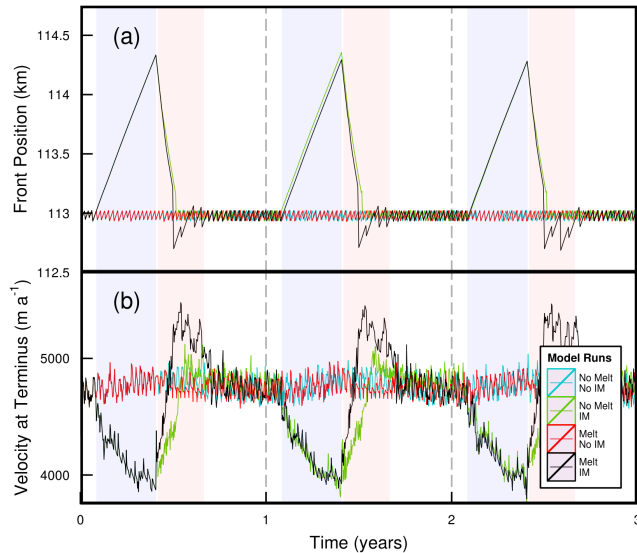 (a)
Front Position (km)
114.5
114
113.5
113
112.5
(b)
Velocity at Terminus (m a⁻¹)
5000
4000
Model Runs
No Melt
No IM
No Melt
IM
Melt
No IM
Melt
IM
0
1
2
3
Time (years)